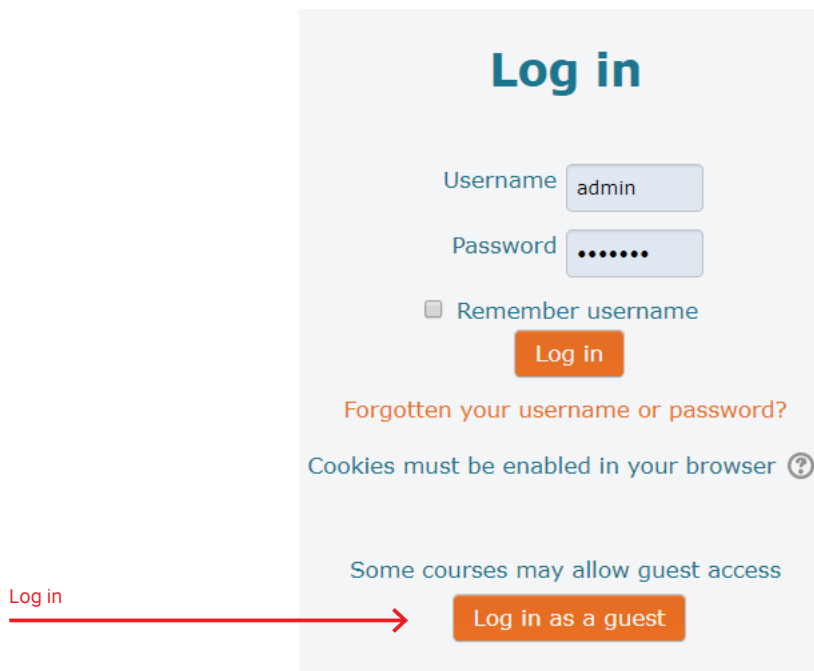 Log in
Username admin
Password •••••••
Remember username
Log in
Forgotten your username or password?
Cookies must be enabled in your browser ?
Some courses may allow guest access
Log in
Log in as a guest